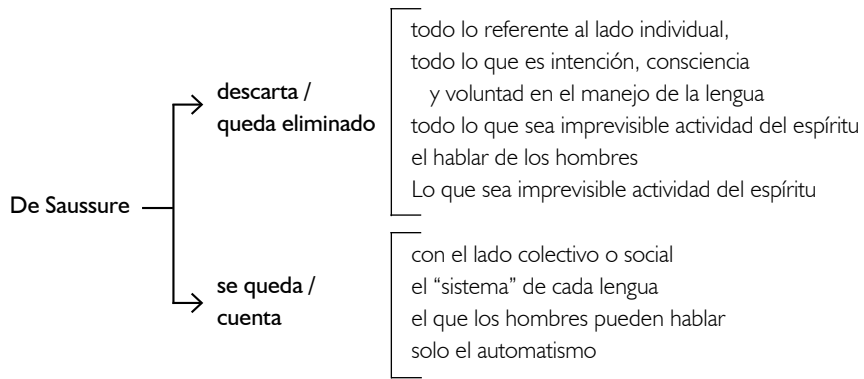 todo lo referente al lado individual,
todo lo que es intención, consciencia
y voluntad en el manejo de la lengua
todo lo que sea imprevisible actividad del espíritu
el hablar de los hombres
Lo que sea imprevisible actividad del espíritu
descarta /
queda eliminado
De Saussure
se queda /
cuenta
con el lado colectivo o social
el “sistema” de cada lengua
el que los hombres pueden hablar
solo el automatismo